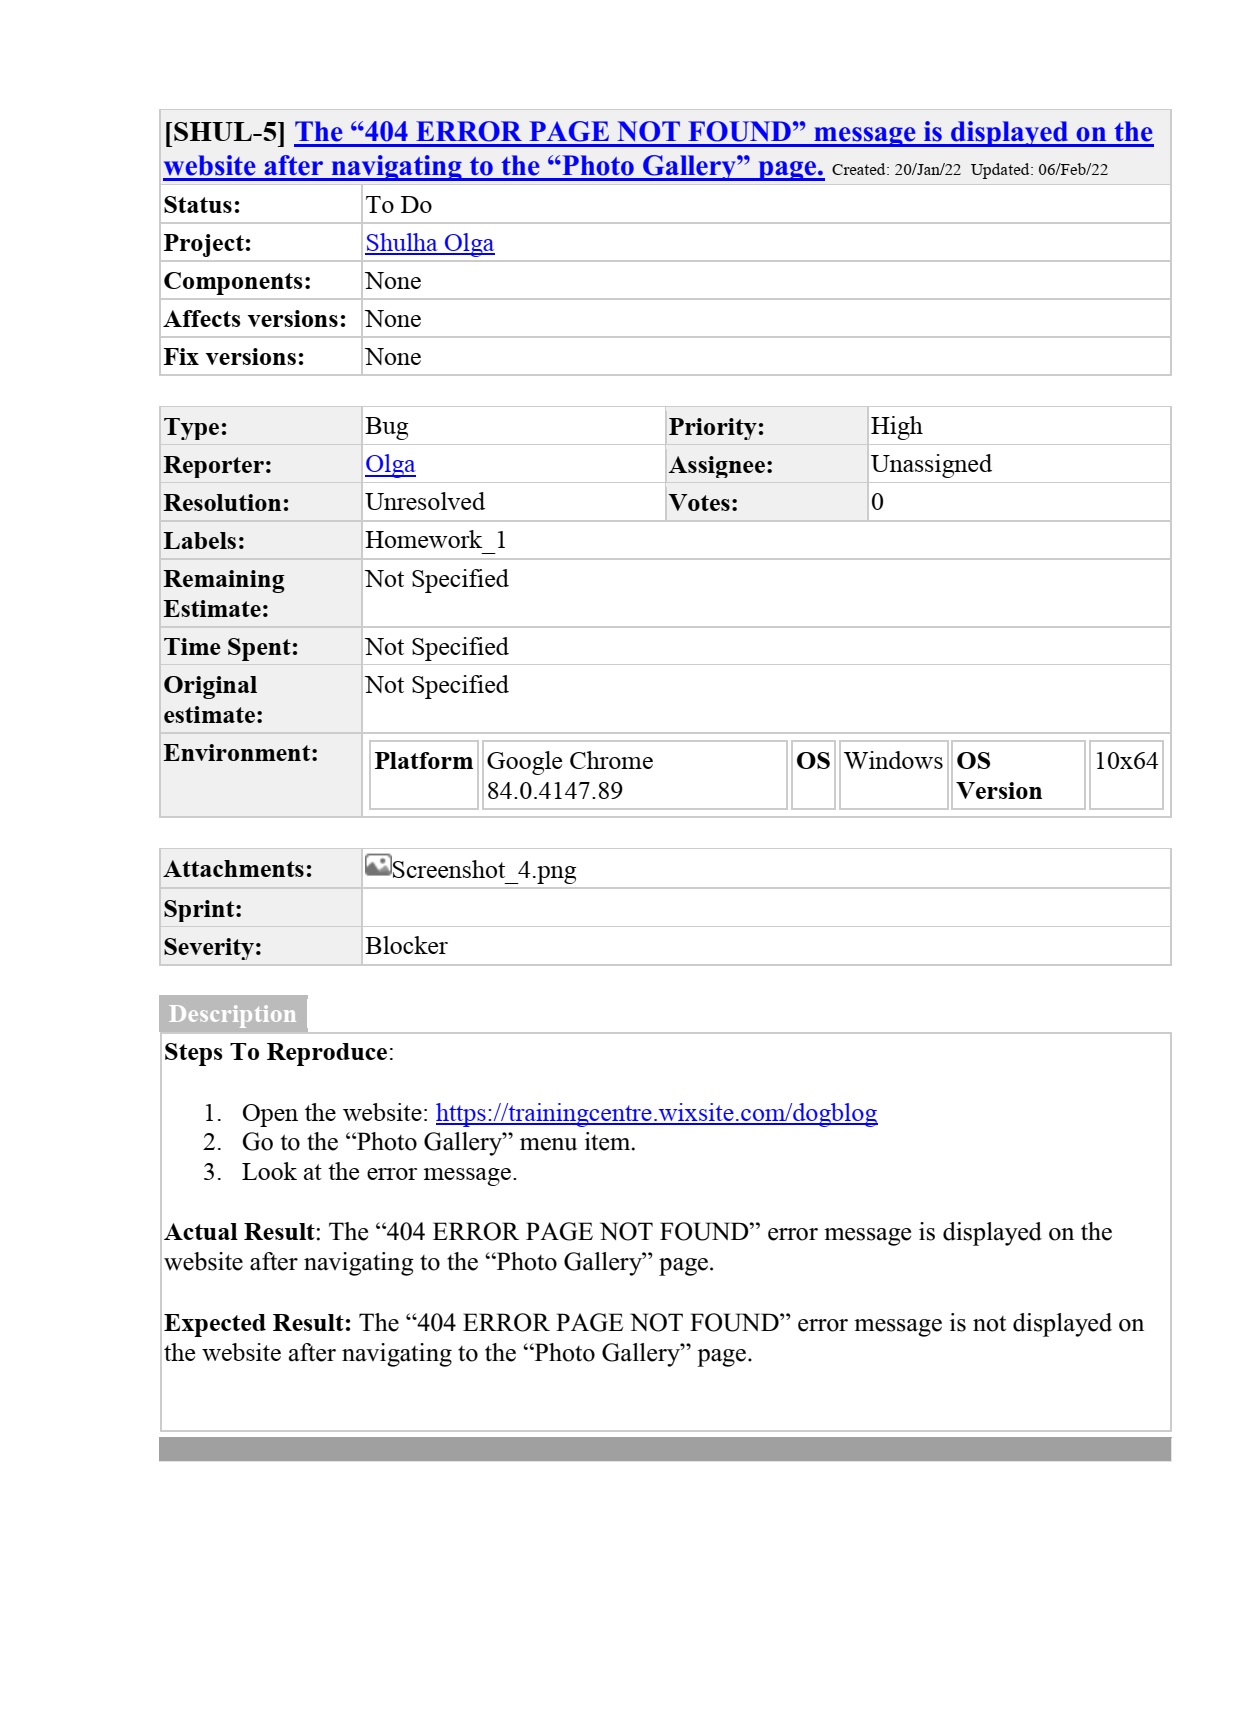 [SHUL-5] The “404 ERROR PAGE NOT FOUND” message is displayed on the
website after navigating to the “Photo Gallery” page. Created: 20/Jan/22 Updated: 06/Feb/22
Status: To Do
Project: Shulha Olga
Components: None
Affects versions: None
Fix versions: None
Type: Bug Priority: High
Reporter: Olga Assignee: Unassigned
Resolution: Unresolved Votes: 0
Labels: Homework_1
Remaining Not Specified
Estimate:
Time Spent: Not Specified
Original Not Specified
estimate:
Environment: Platform Google Chrome OS Windows OS 10x64
84.0.4147.89 Version
Attachments: Screenshot_4.png
Sprint:
Severity: Blocker
Description
Steps To Reproduce:
1. Open the website: https://trainingcentre.wixsite.com/dogblog
2. Go to the “Photo Gallery” menu item.
3. Look at the error message.
Actual Result: The “404 ERROR PAGE NOT FOUND” error message is displayed on the
website after navigating to the “Photo Gallery” page.
Expected Result: The “404 ERROR PAGE NOT FOUND” error message is not displayed on
the website after navigating to the “Photo Gallery” page.